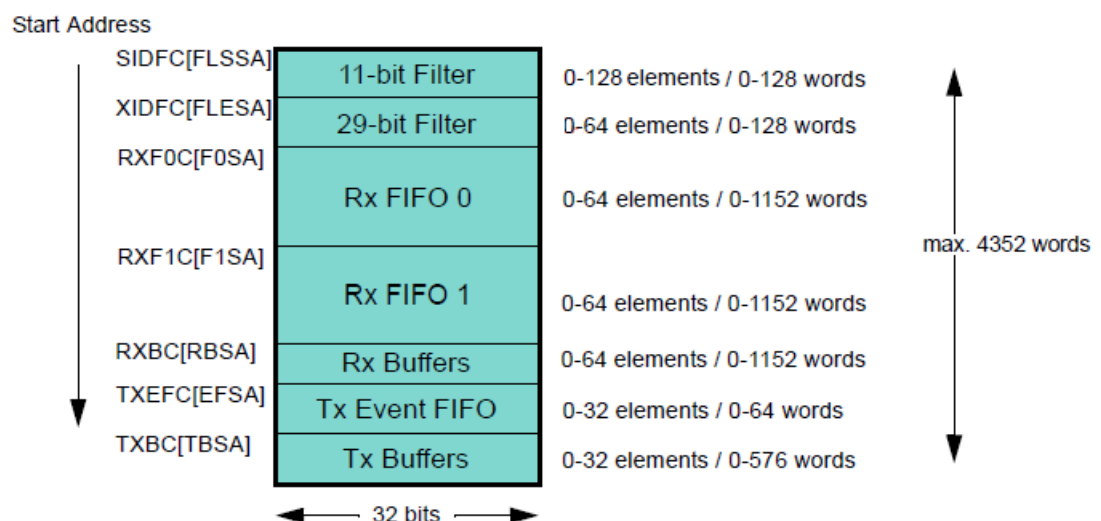 Start Address
SIDFC[FLSSA]
11-bit Filter
0-128 elements / 0-128 words
XIDFC[FLESA]
29-bit Filter
0-64 elements / 0-128 words
RXF0C[F0SA]
Rx FIFO 0
0-64 elements / 0-1152 words
max. 4352 words
RXF1C[F1SA]
Rx FIFO 1
0-64 elements / 0-1152 words
RXBC[RBSA]
Rx Buffers
0-64 elements / 0-1152 words
TXEFC[EFSA]
Tx Event FIFO
0-32 elements / 0-64 words
TXBC[TBSA]
Tx Buffers
0-32 elements / 0-576 words
32 bits